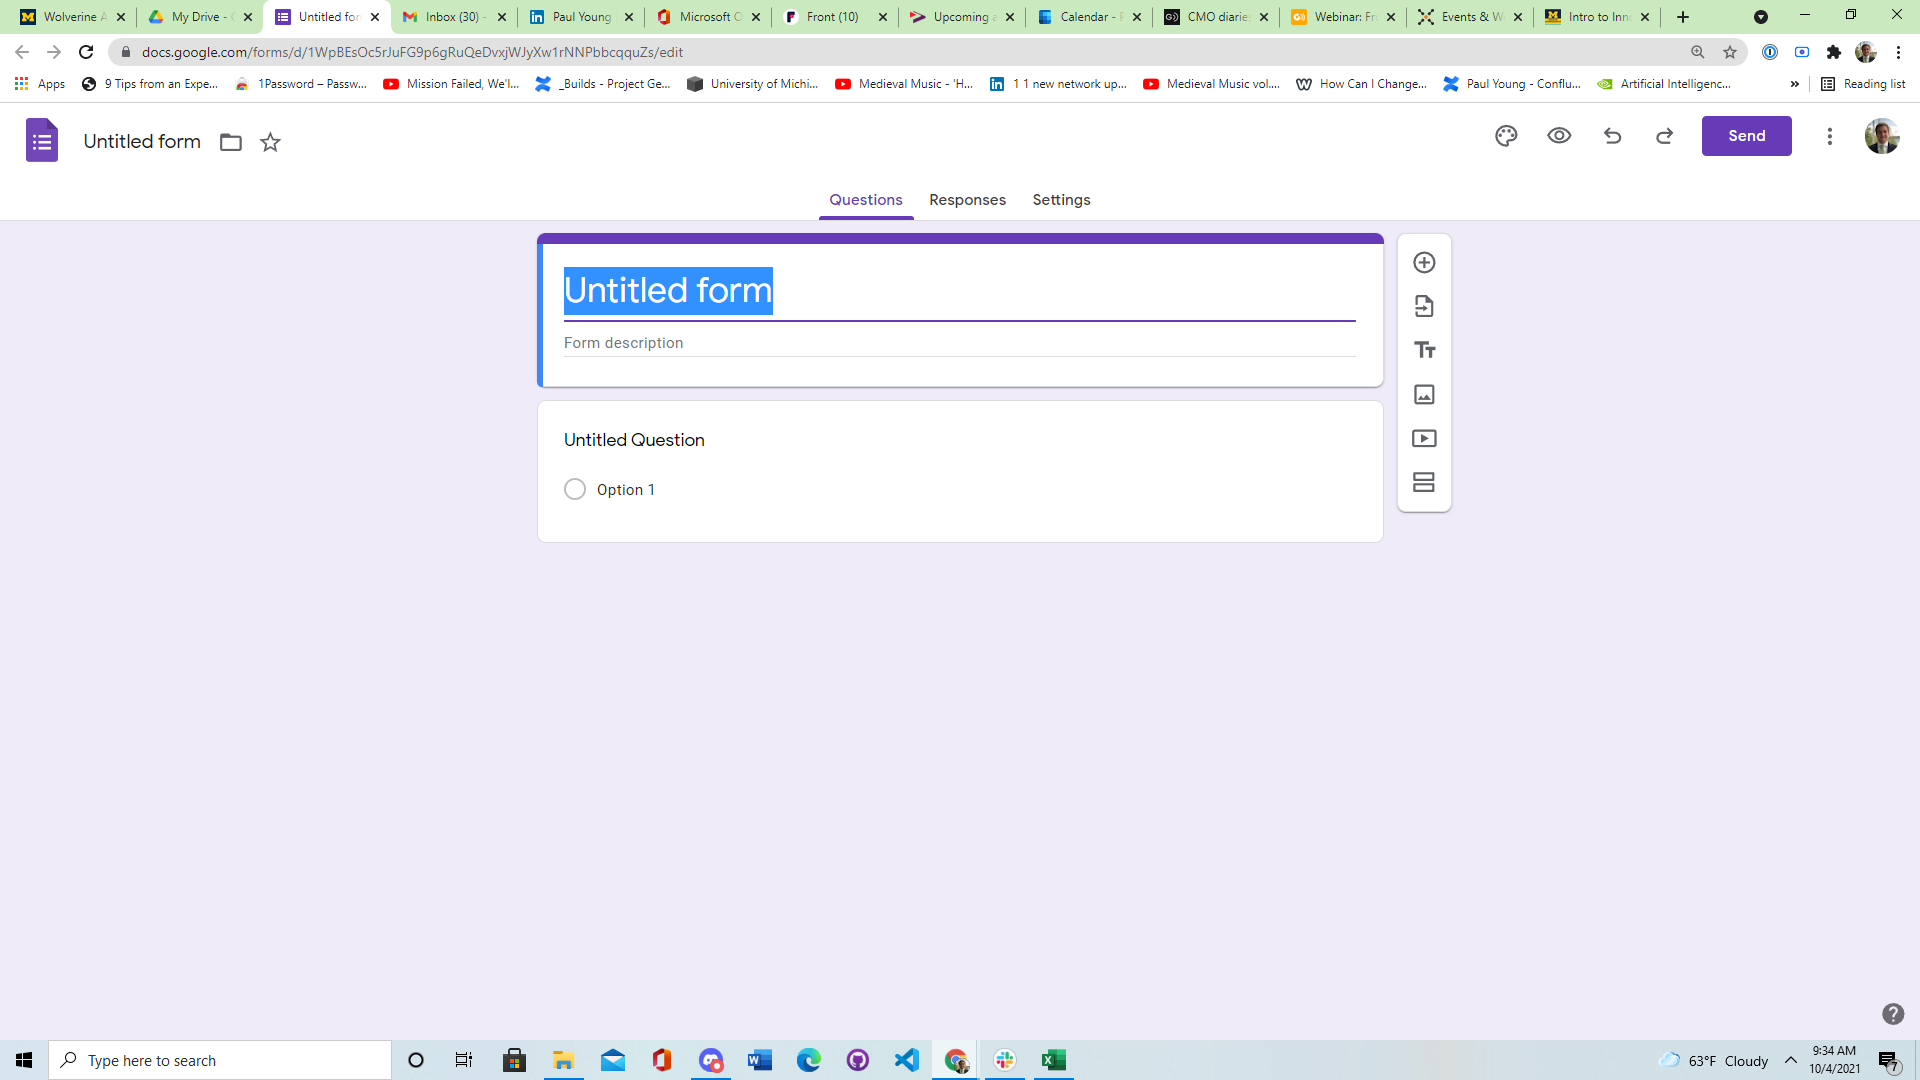 Wolverine A
My Drive - 
Untitled for
Inbox (30) -
Paul Young
Microsoft O
Front (10)
Upcoming a
Calendar - P
CMO diaries
Webinar: Fr
Events & W
Intro to Inn
docs.google.com/forms/d/1WpBEsOc5rJuFG9p6gRuQeDvxjWJyXw1rNNPbbcqquZs/edit
Apps
9 Tips from an Expe...
1Password – Passw...
Mission Failed, We'l...
_Builds - Project Ge...
University of Michi...
Medieval Music - 'H...
1 1 new network up...
Medieval Music vol....
How Can I Change...
Paul Young - Conflu...
Artificial Intelligenc...
»
Reading list
Untitled form
Send
Questions
Responses
Settings
Untitled form
Form description
Untitled Question
Option 1
Type here to search
63°F Cloudy
9:34 AM
10/4/2021
7